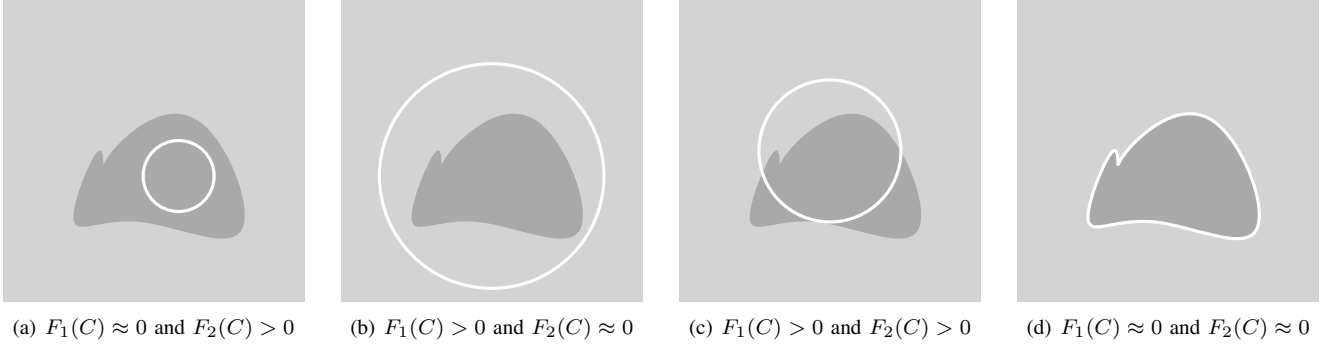 (a) F₁(C) ≈ 0 and F₂(C) > 0
(b) F₁(C) > 0 and F₂(C) ≈ 0
(c) F₁(C) > 0 and F₂(C) > 0
(d) F₁(C) ≈ 0 and F₂(C) ≈ 0